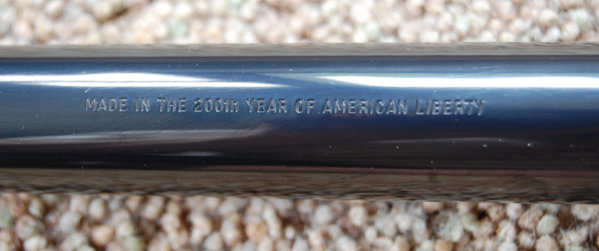 MADE IN THE 200th YEAR OF AMERICAN LIBERTY